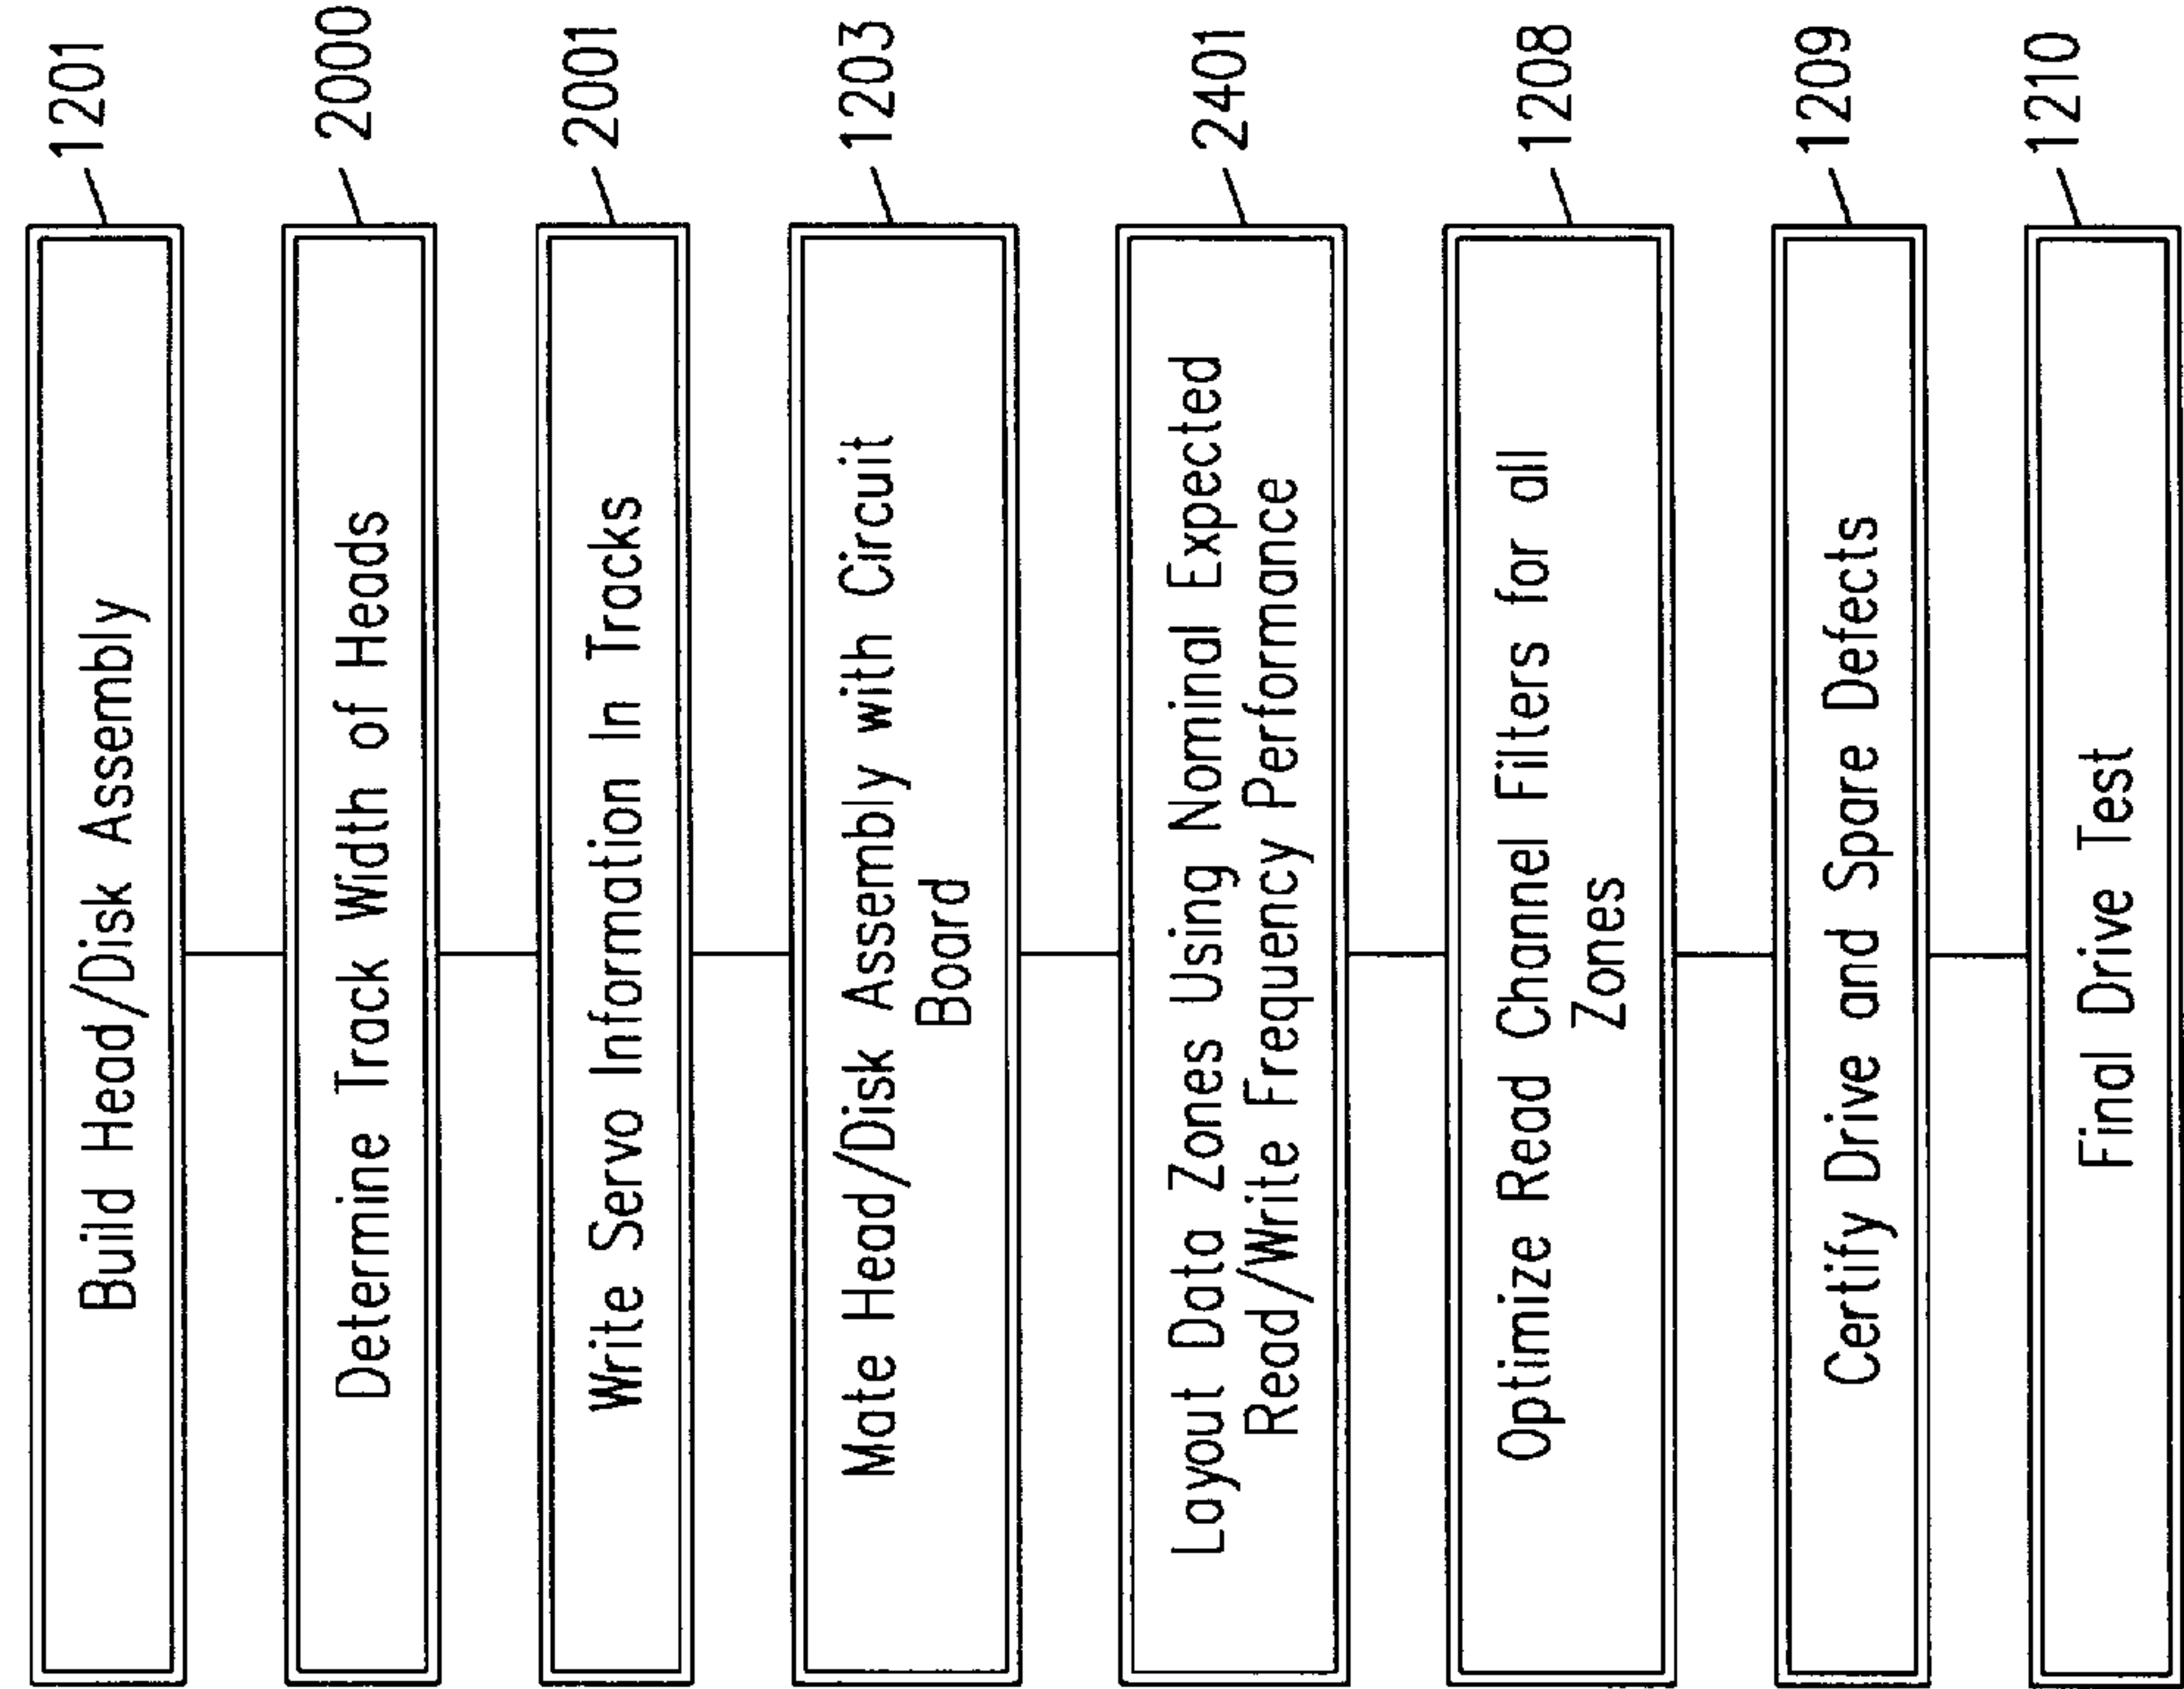 Build Head/Disk Assembly
1201
Determine Track Width of Heads
2000
Write Servo Information In Tracks
2001
Mate Head/Disk Assembly with Circuit
Board
1203
Layout Data Zones Using Nominal Expected
Read/Write Frequency Performance
2401
Optimize Read Channel Filters for all
Zones
1208
Certify Drive and Spare Defects
1209
Final Drive Test
1210